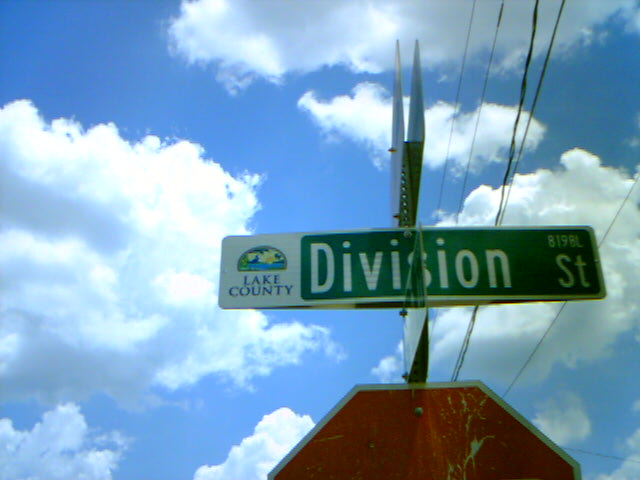 LAKE
COUNTY
Division St
8198L